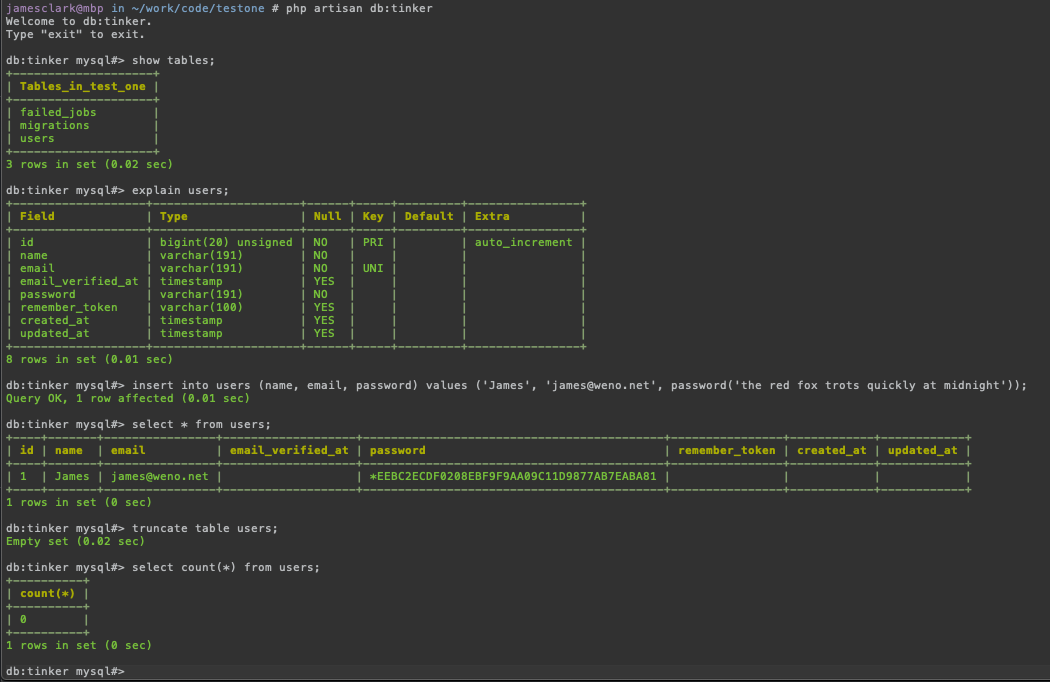 jamesclark@mbp in ~/work/code/testone # php artisan db:tinker
Welcome to db:tinker.
Type "exit" to exit.
db:tinker mysql#> show tables;
+--------------------+
| Tables_in_test_one |
+--------------------+
| failed_jobs        |
| migrations         |
| users              |
+--------------------+
3 rows in set (0.02 sec)
db:tinker mysql#> explain users;
+-------------------+---------------------+------+-----+---------+----------------+
| Field             | Type                | Null | Key | Default | Extra          |
+-------------------+---------------------+------+-----+---------+----------------+
| id                | bigint(20) unsigned | NO   | PRI |         | auto_increment |
| name              | varchar(191)        | NO   |     |         |                |
| email             | varchar(191)        | NO   | UNI |         |                |
| email_verified_at | timestamp           | YES  |     |         |                |
| password          | varchar(191)        | NO   |     |         |                |
| remember_token    | varchar(100)        | YES  |     |         |                |
| created_at        | timestamp           | YES  |     |         |                |
| updated_at        | timestamp           | YES  |     |         |                |
+-------------------+---------------------+------+-----+---------+----------------+
8 rows in set (0.01 sec)
db:tinker mysql#> insert into users (name, email, password) values ('James', 'james@weno.net', password('the red fox trots quickly at midnight'));
Query OK, 1 row affected (0.01 sec)
db:tinker mysql#> select * from users;
+----+-------+----------------+-------------------+-------------------------------------------+----------------+------------+------------+
| id | name  | email          | email_verified_at | password                                  | remember_token | created_at | updated_at |
+----+-------+----------------+-------------------+-------------------------------------------+----------------+------------+------------+
| 1  | James | james@weno.net |                   | *EEBC2ECDF0208EBF9F9AA09C11D9877AB7EABA81 |                |            |            |
+----+-------+----------------+-------------------+-------------------------------------------+----------------+------------+------------+
1 rows in set (0 sec)
db:tinker mysql#> truncate table users;
Empty set (0.02 sec)
db:tinker mysql#> select count(*) from users;
+----------+
| count(*) |
+----------+
| 0        |
+----------+
1 rows in set (0 sec)
db:tinker mysql#>